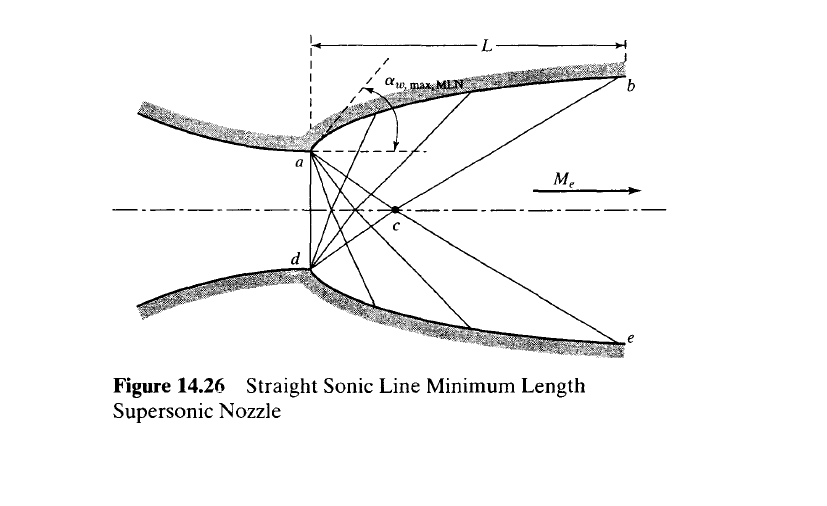 L
α_w, max, MLN
b
a
M_e
c
d
e
Figure 14.26 Straight Sonic Line Minimum Length
Supersonic Nozzle